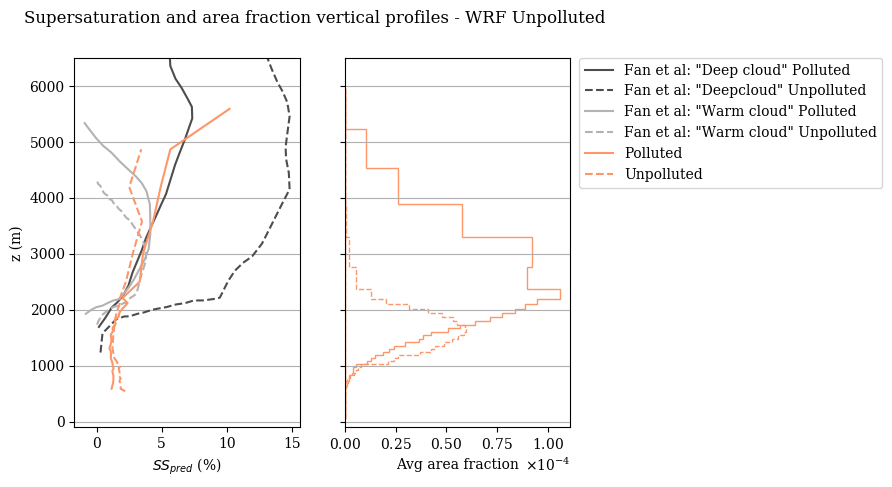 Supersaturation and area fraction vertical profiles - WRF Unpolluted
z (m)
6000
5000
4000
3000
2000
1000
0
0 5 10 15
SS_pred (%)
0.00 0.25 0.50 0.75 1.00
Avg area fraction ×10⁻⁴
Fan et al: "Deep cloud" Polluted
Fan et al: "Deepcloud" Unpolluted
Fan et al: "Warm cloud" Polluted
Fan et al: "Warm cloud" Unpolluted
Polluted
Unpolluted